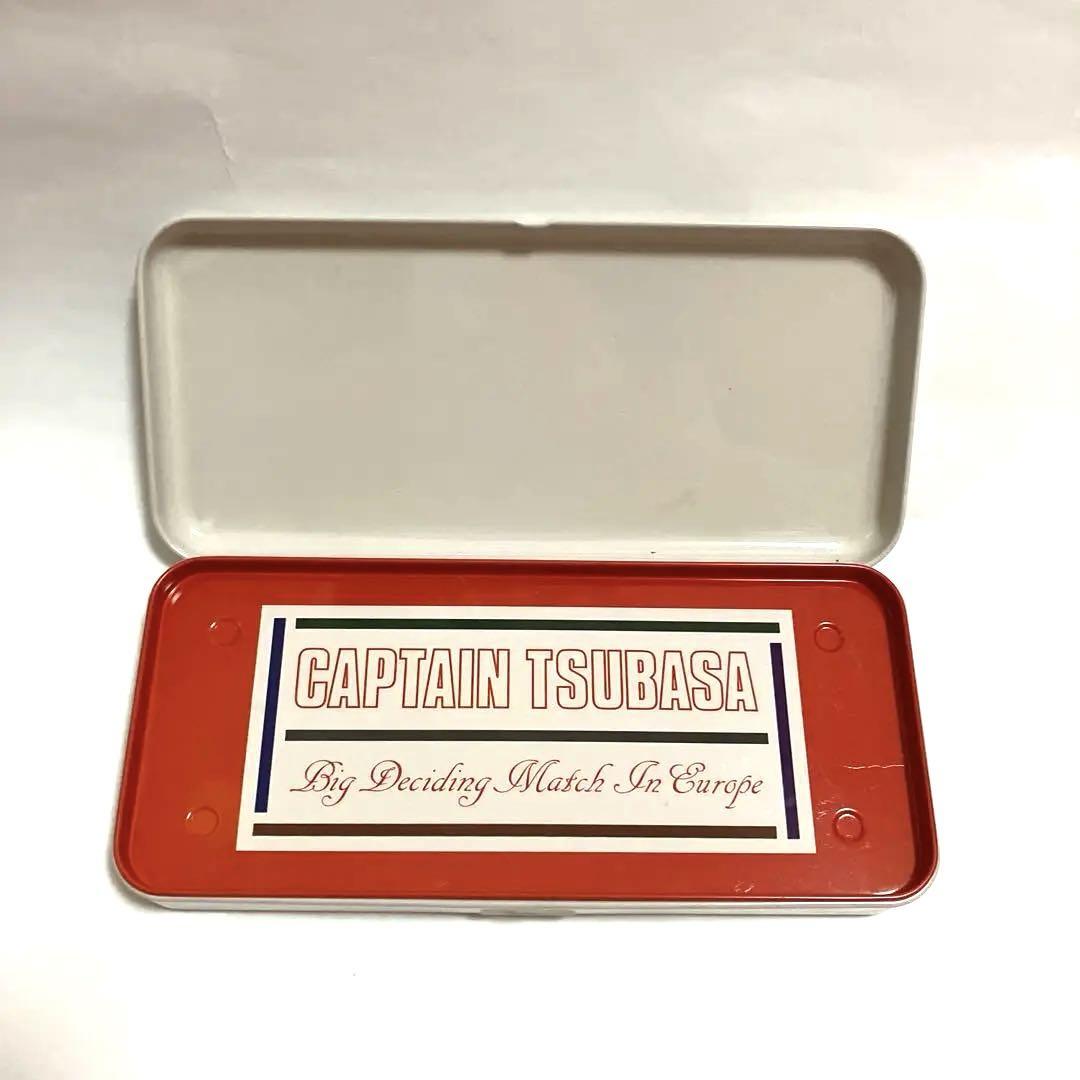 CAPTAIN TSUBASA
Big Deciding Match In Europe